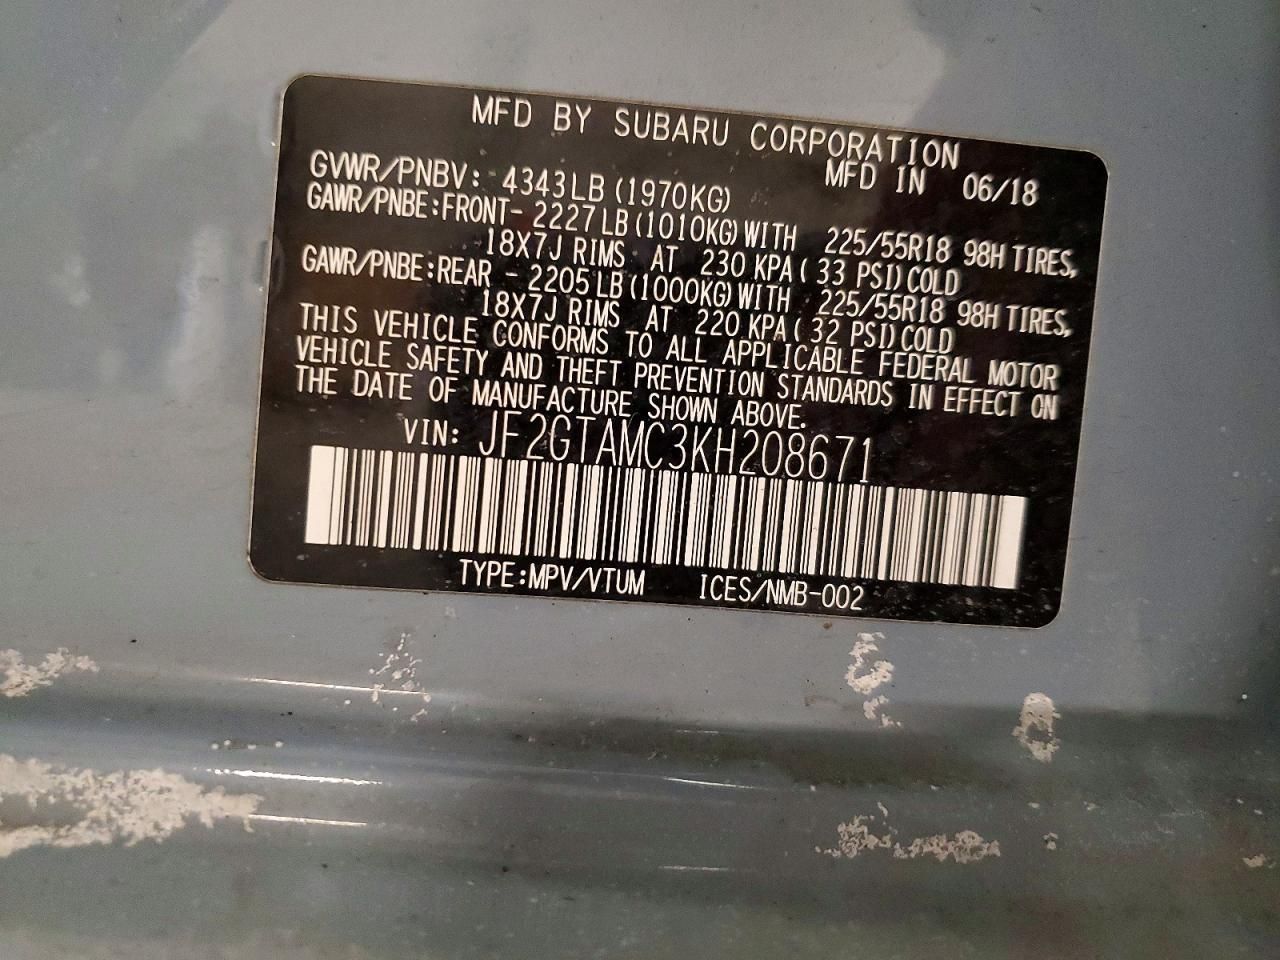 MFD BY SUBARU CORPORATION
MFD IN 06/18
GVWR/PNBV: 4343LB(1970KG)
GAWR/PNBE:FRONT- 2227LB(1010KG)WITH 225/55R18 98H TIRES,
18X7J RIMS AT 230 KPA( 33 PSI)COLD
GAWR/PNBE:REAR - 2205LB(1000KG)WITH 225/55R18 98H TIRES,
18X7J RIMS AT 220 KPA( 32 PSI)COLD
THIS VEHICLE CONFORMS TO ALL APPLICABLE FEDERAL MOTOR
VEHICLE SAFETY AND THEFT PREVENTION STANDARDS IN EFFECT ON
THE DATE OF MANUFACTURE SHOWN ABOVE.
VIN: JF2GTAMC3KH208671
TYPE:MPV/VTUM ICES/NMB-002